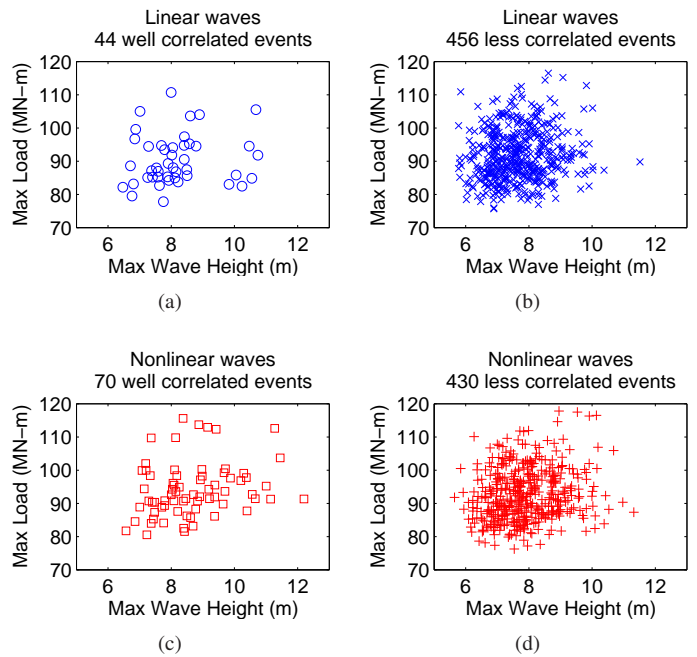 Linear waves
44 well correlated events
120
110
100
90
80
70
Max Load (MN-m)
6 8 10 12
Max Wave Height (m)
(a)
Linear waves
456 less correlated events
120
110
100
90
80
70
Max Load (MN-m)
6 8 10 12
Max Wave Height (m)
(b)
Nonlinear waves
70 well correlated events
120
110
100
90
80
70
Max Load (MN-m)
6 8 10 12
Max Wave Height (m)
(c)
Nonlinear waves
430 less correlated events
120
110
100
90
80
70
Max Load (MN-m)
6 8 10 12
Max Wave Height (m)
(d)